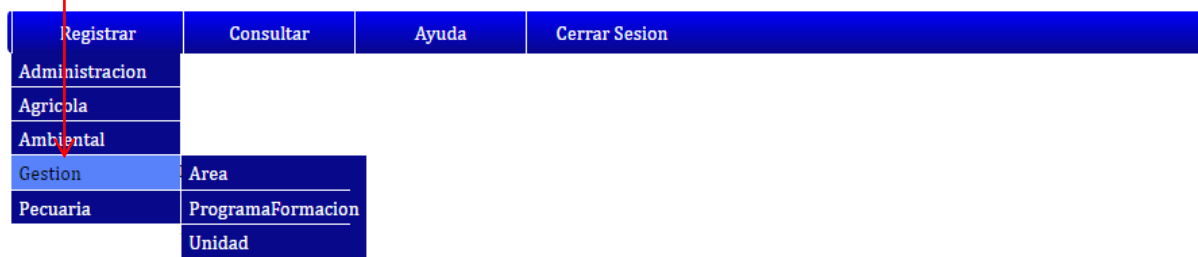 Registrar Consultar Ayuda Cerrar Sesion
Administracion
Agricola
Ambiental
Gestion Area
Pecuaria ProgramaFormacion
Unidad